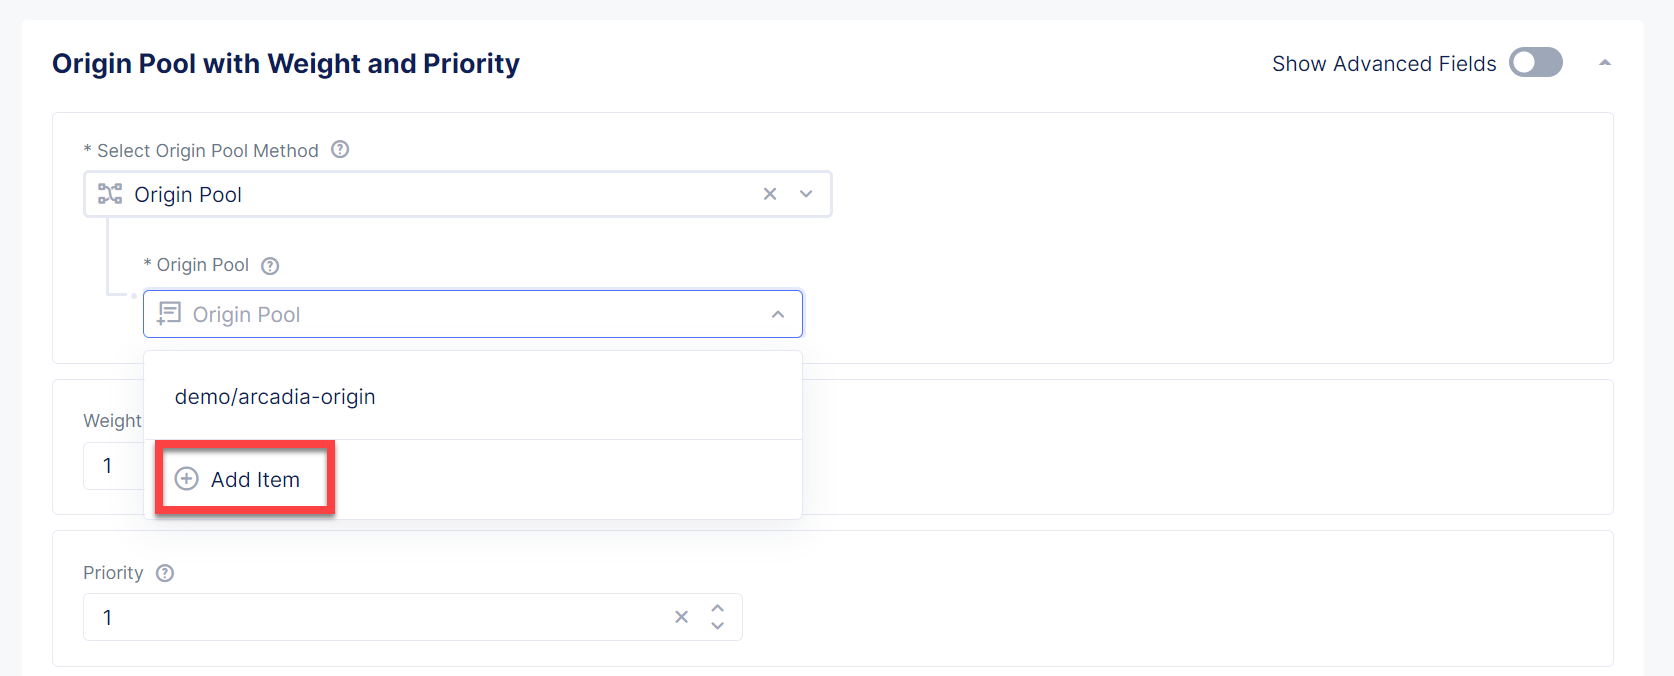 Origin Pool with Weight and Priority
Show Advanced Fields
* Select Origin Pool Method
Origin Pool
* Origin Pool
Origin Pool
demo/arcadia-origin
Weight
1
Add Item
Priority
1